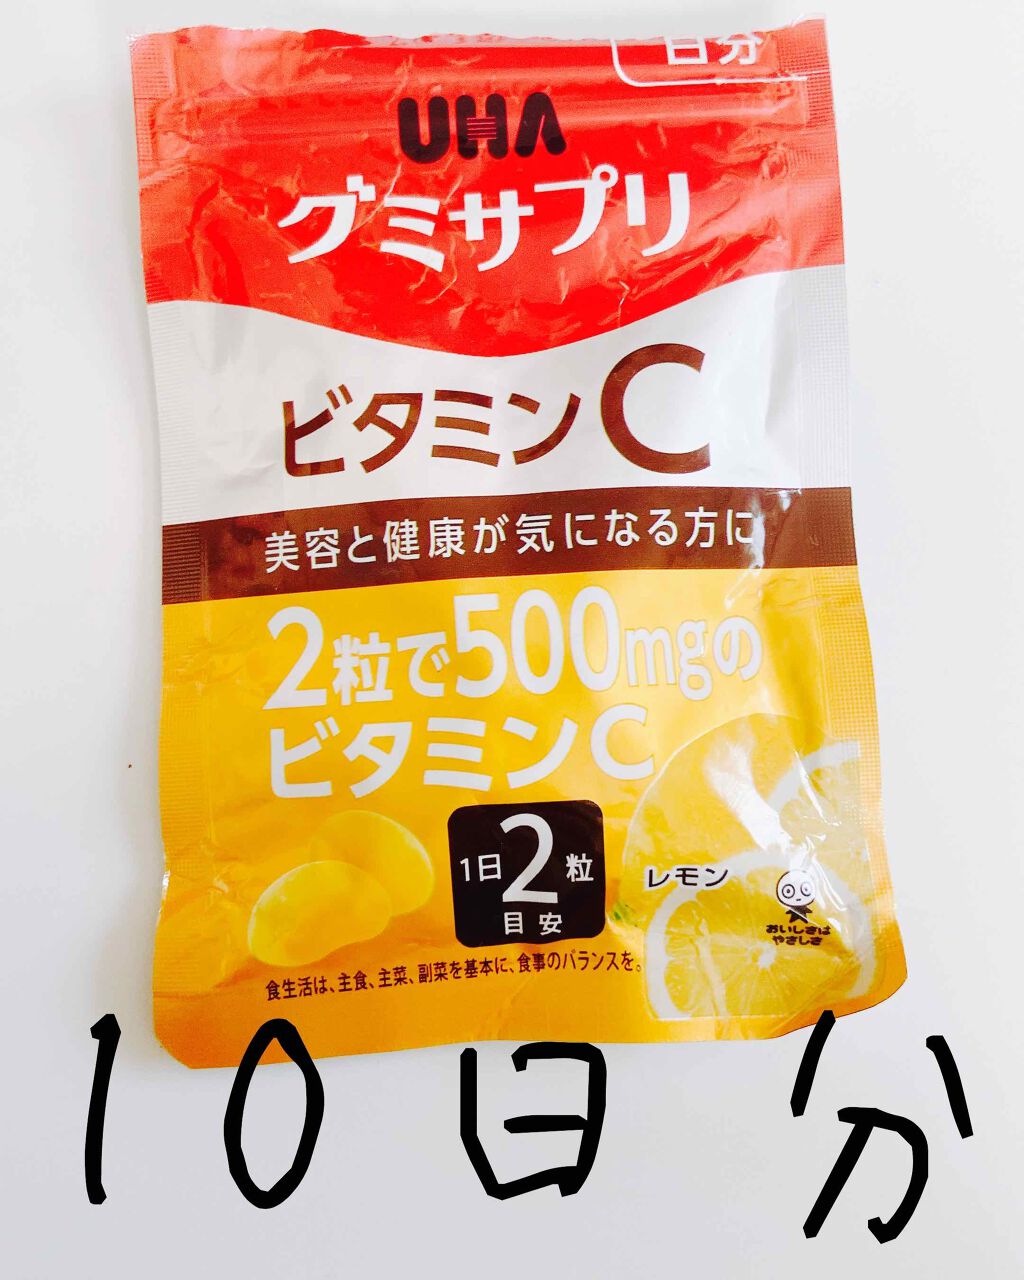 日分
UHA
グミサプリ
ビタミンC
美容と健康が気になる方に
2粒で500mgの
ビタミンC
1日2粒
目安
レモン
おいしさは
やさしさ
食生活は、主食、主菜、副菜を基本に、食事のバランスを。
10日分